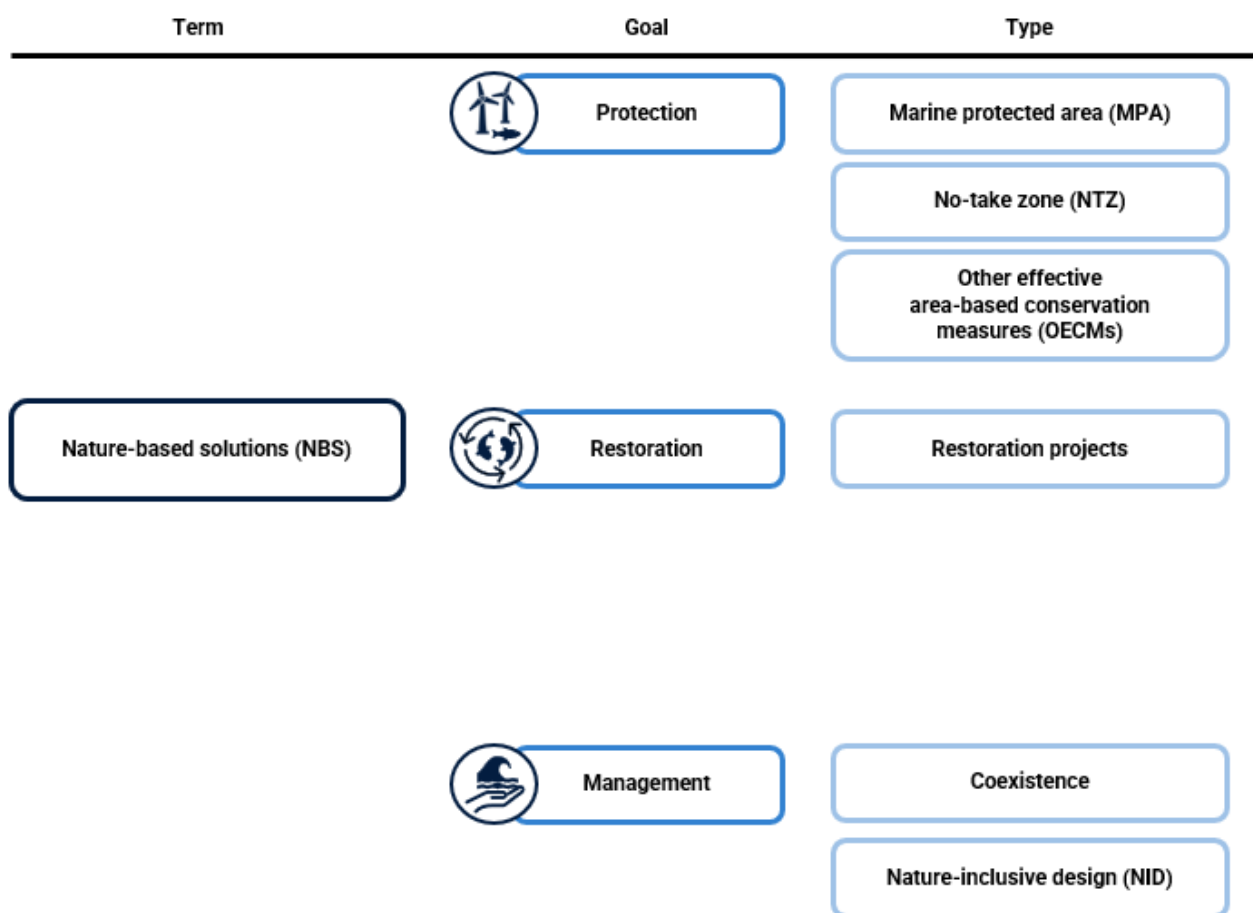 Term
Goal
Type
Protection
Marine protected area (MPA)
No-take zone (NTZ)
Other effective
area-based conservation
measures (OECMs)
Nature-based solutions (NBS)
Restoration
Restoration projects
Management
Coexistence
Nature-inclusive design (NID)